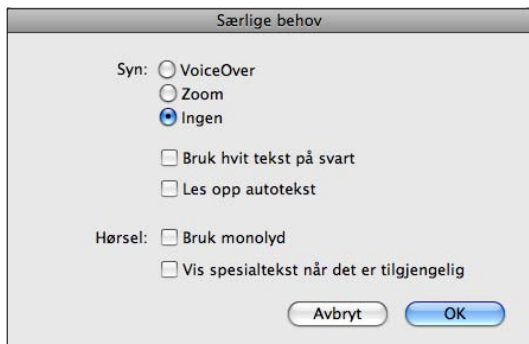 Særlige behov
Syn: VoiceOver
Zoom
Ingen
Bruk hvit tekst på svart
Les opp autotekst
Hørsel: Bruk monolyd
Vis spesialtekst når det er tilgjengelig
Avbryt OK